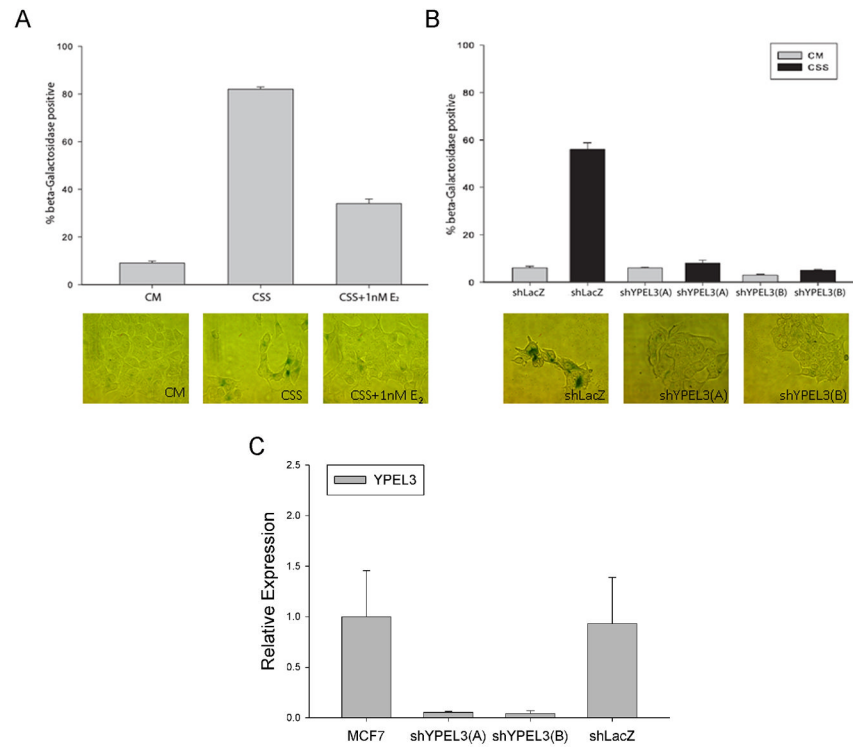 A
% beta-Galactosidase positive
100
80
60
40
20
0
CM
CSS
CSS+1nM E₂
CM
CSS
CSS+1nM E₂
B
% beta-Galactosidase positive
100
80
60
40
20
0
CM
CSS
shLacZ
shLacZ
shYPEL3(A)
shYPEL3(A)
shYPEL3(B)
shYPEL3(B)
shLacZ
shYPEL3(A)
shYPEL3(B)
C
Relative Expression
2.5
2.0
1.5
1.0
0.5
0.0
YPEL3
MCF7
shYPEL3(A)
shYPEL3(B)
shLacZ